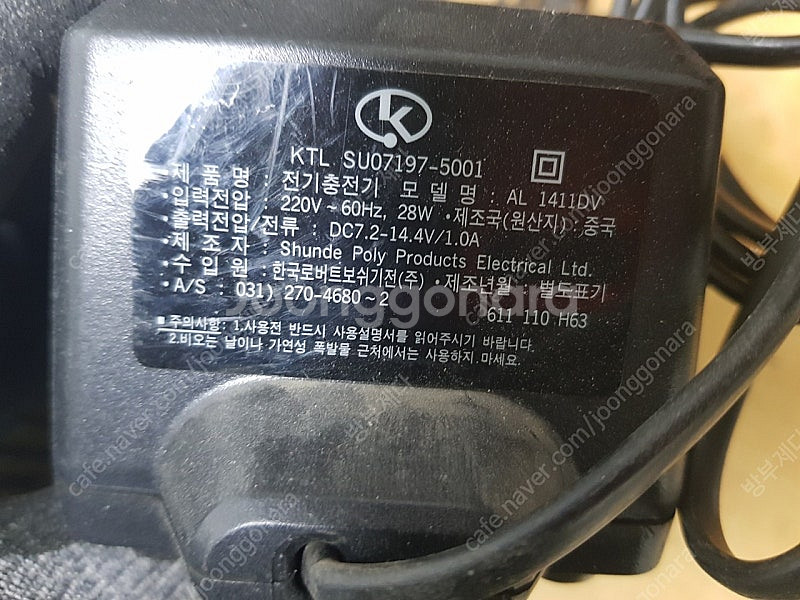 K
KTL SU07197-5001
제 품 명 : 전기충전기 모 델 명 : AL 1411DV
•입력전압 : 220V~60Hz, 28W •제조국(원산지) : 중국
•출력전압/전류 : DC7.2-14.4V/1.0A
•제 조 자 Shunde Poly Products Electrical Ltd.
•수 입 원 : 한국로버트보쉬기전(주) •제조년월 : 별도표기
•A/S : 031) 270-4680~2
611 110 H63
■ 주의사항: 1.사용전 반드시 사용설명서를 읽어주시기 바랍니다.
2.비오는 날이나 가연성 폭발물 근처에서는 사용하지 마세요.
joonggonara
cafe.naver.com/joonggonara